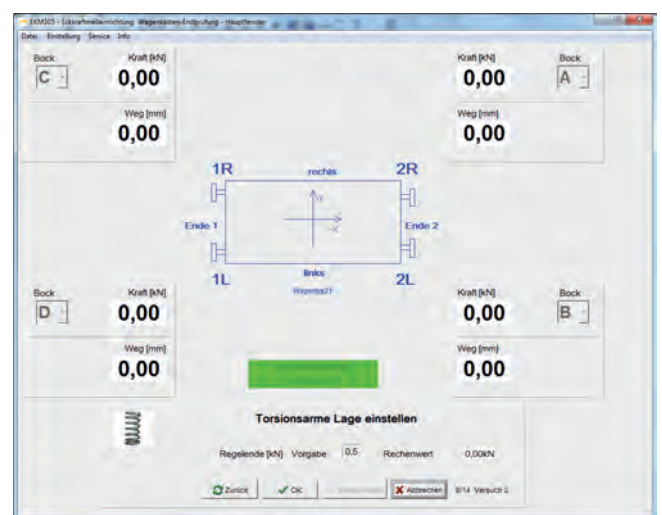 EKM305 - Eckkraftmeßeinrichtung Wagenkasten-Endprüfung - Hauptfenster
Datei Einstellung Service Info
Bock Kraft [kN] Kraft [kN] Bock
C 0,00 0,00 A
Weg [mm] Weg [mm]
0,00 0,00
1R rechts 2R
Y
Ende 1 X Ende 2
1L links 2L
Wagentyp21
Bock Kraft [kN] Kraft [kN] Bock
D 0,00 0,00 B
Weg [mm] Weg [mm]
0,00 0,00
Torsionsarme Lage einstellen
Regelende [kN] Vorgabe 0,5 Rechenwert 0,00kN
Zurück OK Abbrechen 8/14 Versuch 0